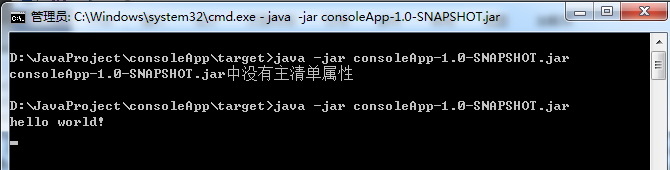 管理员: C:\Windows\system32\cmd.exe - java  -jar consoleApp-1.0-SNAPSHOT.jar
D:\JavaProject\consoleApp\target>java -jar consoleApp-1.0-SNAPSHOT.jar
consoleApp-1.0-SNAPSHOT.jar中没有主清单属性
D:\JavaProject\consoleApp\target>java -jar consoleApp-1.0-SNAPSHOT.jar
hello world!